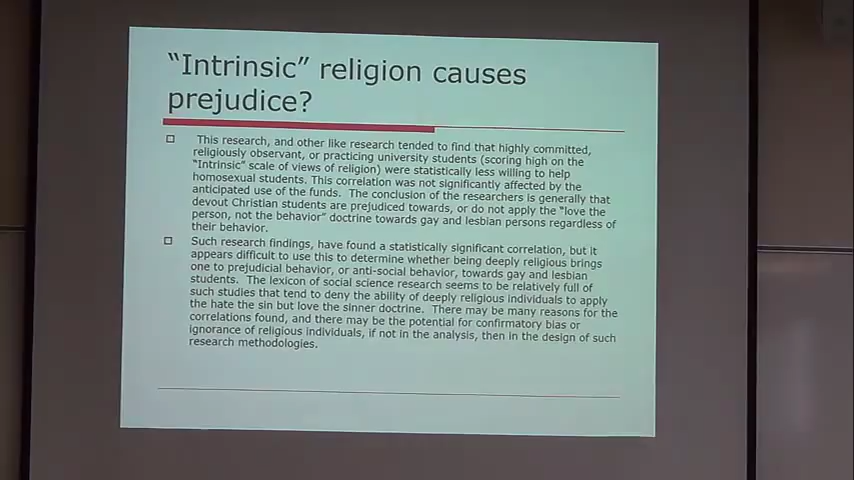 “Intrinsic” religion causes
prejudice?
This research, and other like research tended to find that highly committed,
religiously observant, or practicing university students (scoring high on the
“Intrinsic” scale of views of religion) were statistically less willing to help
homosexual students. This correlation was not significantly affected by the
anticipated use of the funds. The conclusion of the researchers is generally that
devout Christian students are prejudiced towards, or do not apply the “love the
person, not the behavior” doctrine towards gay and lesbian persons regardless of
their behavior.
Such research findings, have found a statistically significant correlation, but it
appears difficult to use this to determine whether being deeply religious brings
one to prejudicial behavior, or anti-social behavior, towards gay and lesbian
students. The lexicon of social science research seems to be relatively full of
such studies that tend to deny the ability of deeply religious individuals to apply
the hate the sin but love the sinner doctrine. There may be many reasons for the
correlations found, and there may be the potential for confirmatory bias or
ignorance of religious individuals, if not in the analysis, then in the design of such
research methodologies.